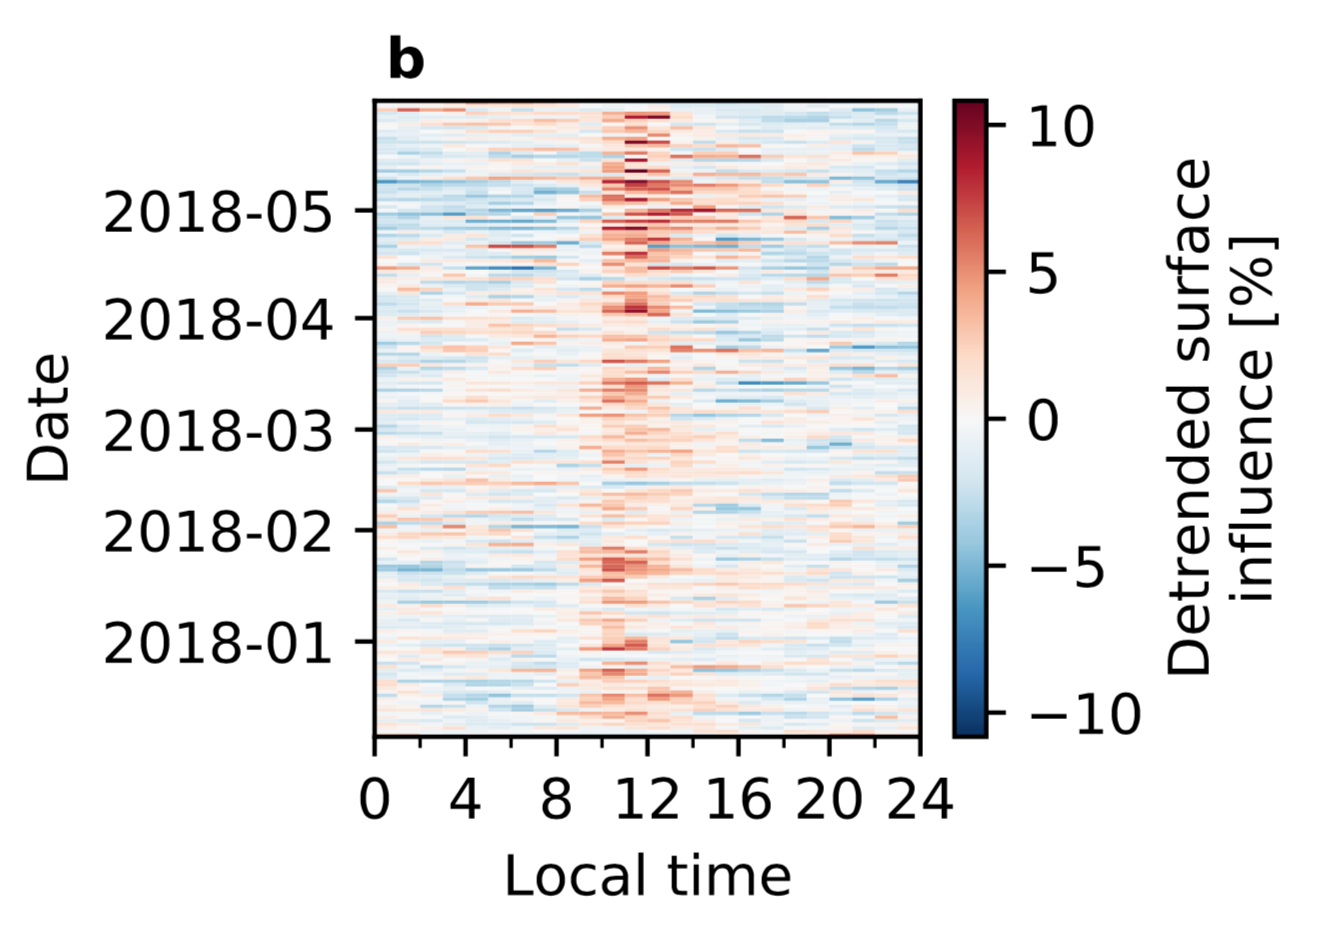 b
Date
2018-05
2018-04
2018-03
2018-02
2018-01
0 4 8 12 16 20 24
Local time
10
5
0
−5
−10
Detrended surface
influence [%]